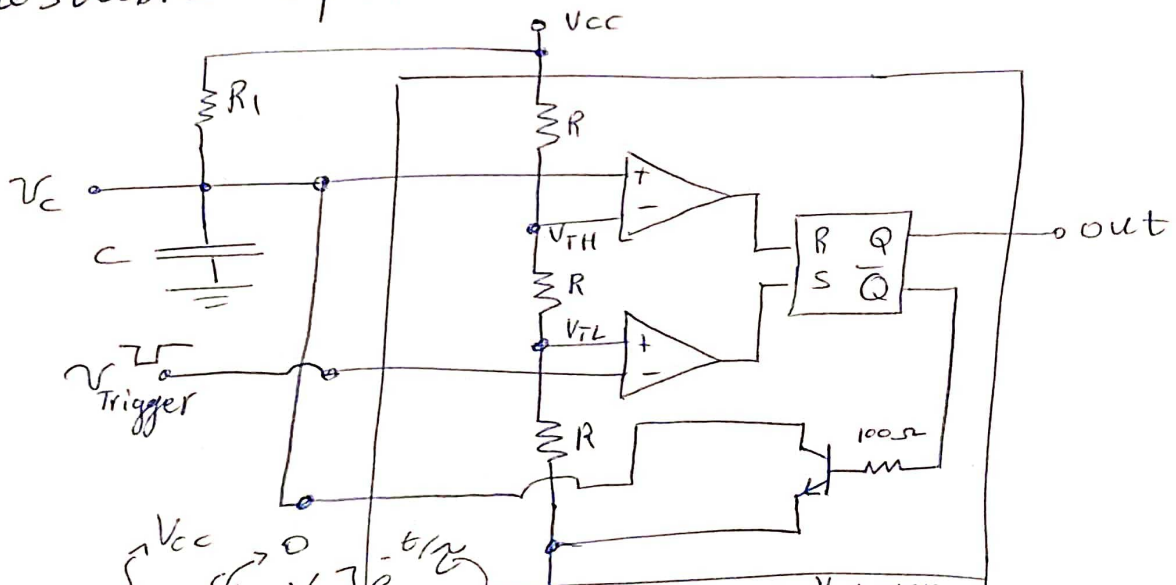 VCC
R1
R
VC
+
−
VTH
R Q
S Q̅
out
C
R
VTL
+
−
V Trigger
R
100Ω
VCC
0
- t/τ